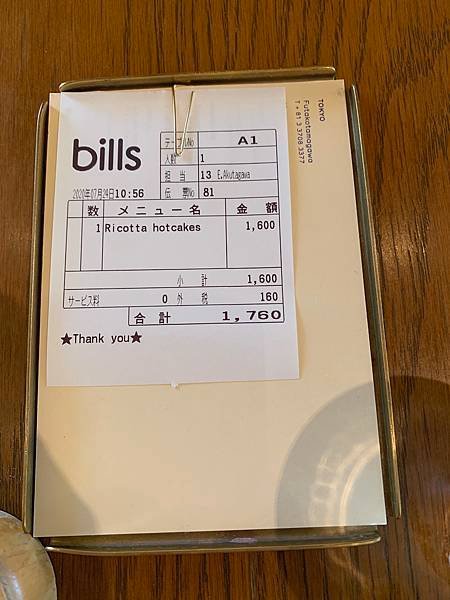 bills
テーブルNo A1
人数 1
担当 13 E.Akutagawa
2020年07月24日10:56 伝票No 81
数 メニュー名 金額
1 Ricotta hotcakes 1,600
小計 1,600
サービス料 0 外税 160
合計 1,760
★Thank you★
TOKYO
Futakotamagawa
T + 81 3 3708 3377